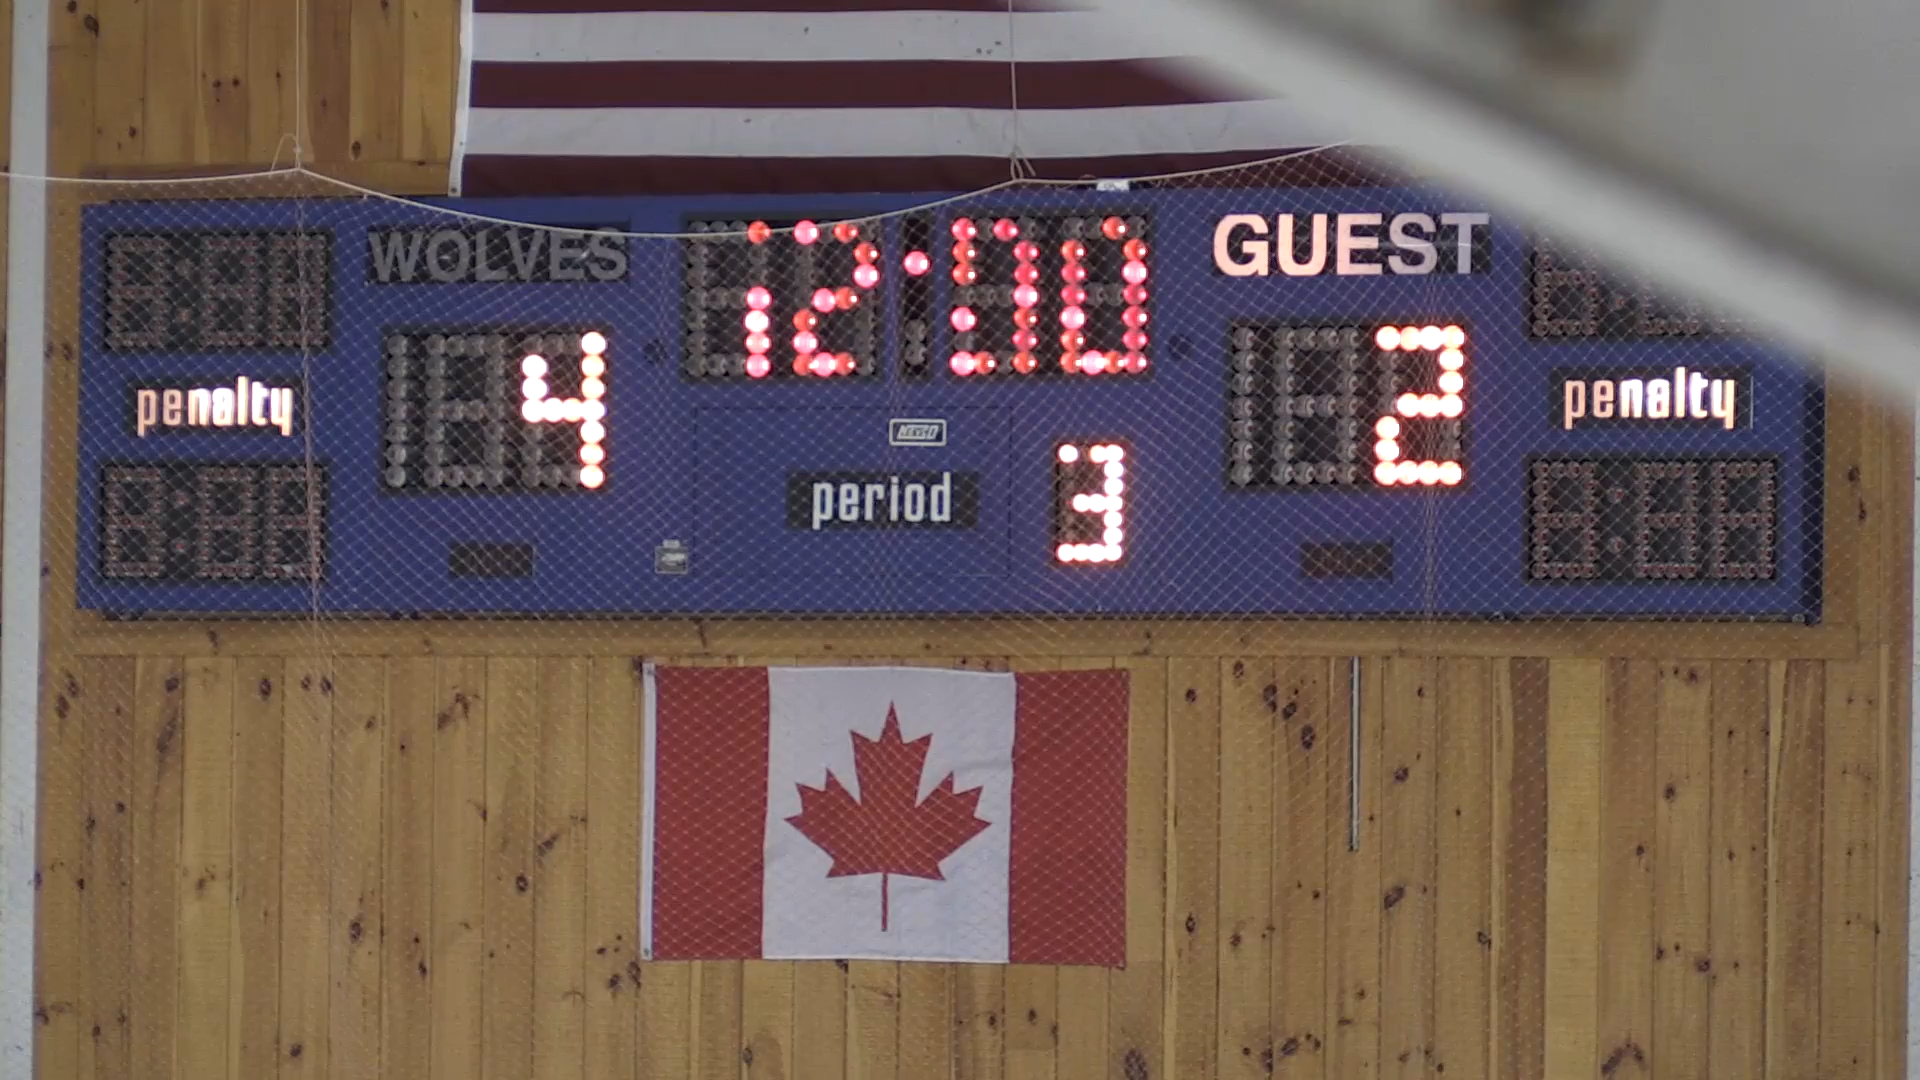 WOLVES
12:00
GUEST
penalty
4
2
penalty
period
3